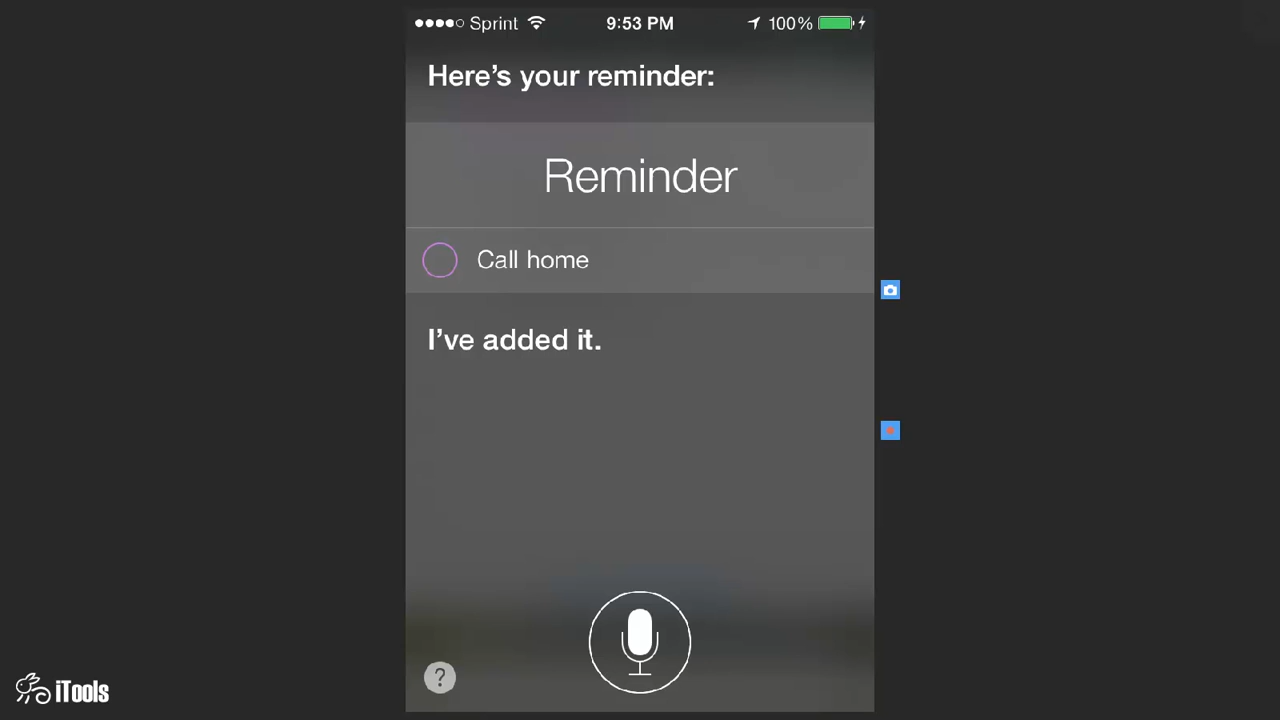 Sprint 9:53 PM 100%
Here's your reminder:
Reminder
Call home
I've added it.
?
iTools